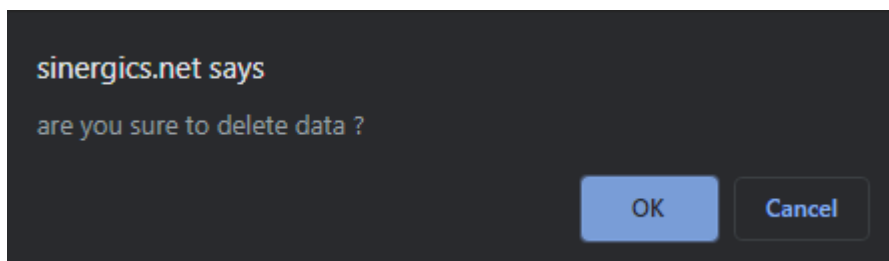 sinergics.net says
are you sure to delete data ?
OK Cancel